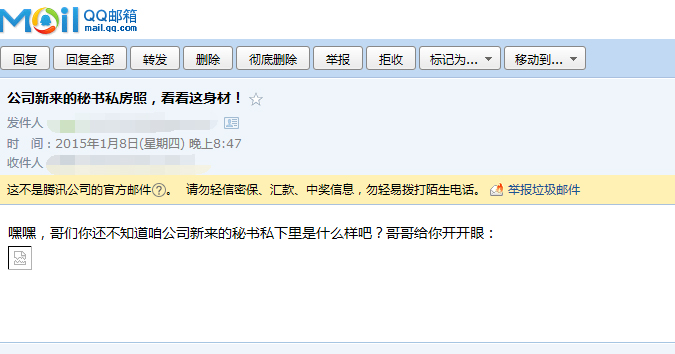 Mail QQ邮箱
mail.qq.com
回复 回复全部 转发 删除 彻底删除 举报 拒收 标记为... 移动到...
公司新来的秘书私房照，看看这身材！
发件人
时 间：2015年1月8日(星期四) 晚上8:47
收件人
这不是腾讯公司的官方邮件?。 请勿轻信密保、汇款、中奖信息，勿轻易拨打陌生电话。 举报垃圾邮件
嘿嘿，哥们你还不知道咱公司新来的秘书私下里是什么样吧？哥哥给你开开眼：